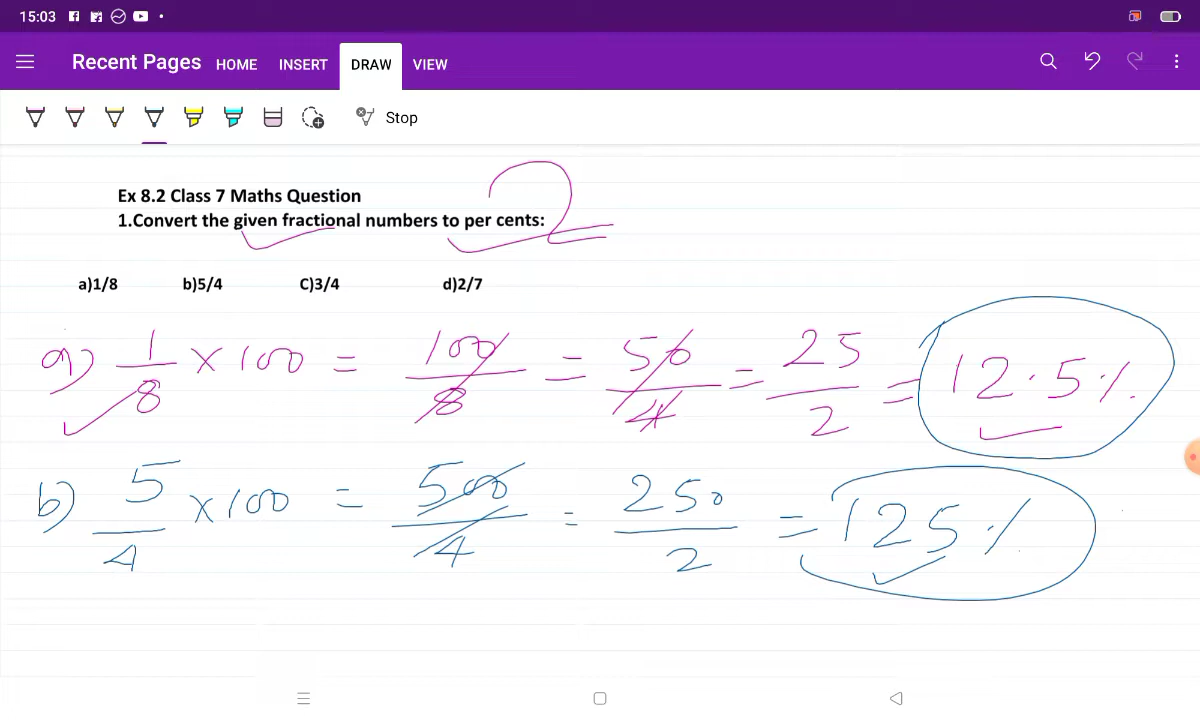 15:03
Recent Pages HOME INSERT DRAW VIEW
Stop
Ex 8.2 Class 7 Maths Question
1.Convert the given fractional numbers to per cents:
2
a)1/8 b)5/4 C)3/4 d)2/7
a) 1/8 × 100 = 100/8 = 50/4 = 25/2 = 12.5%
b) 5/4 × 100 = 500/4 = 250/2 = 125%